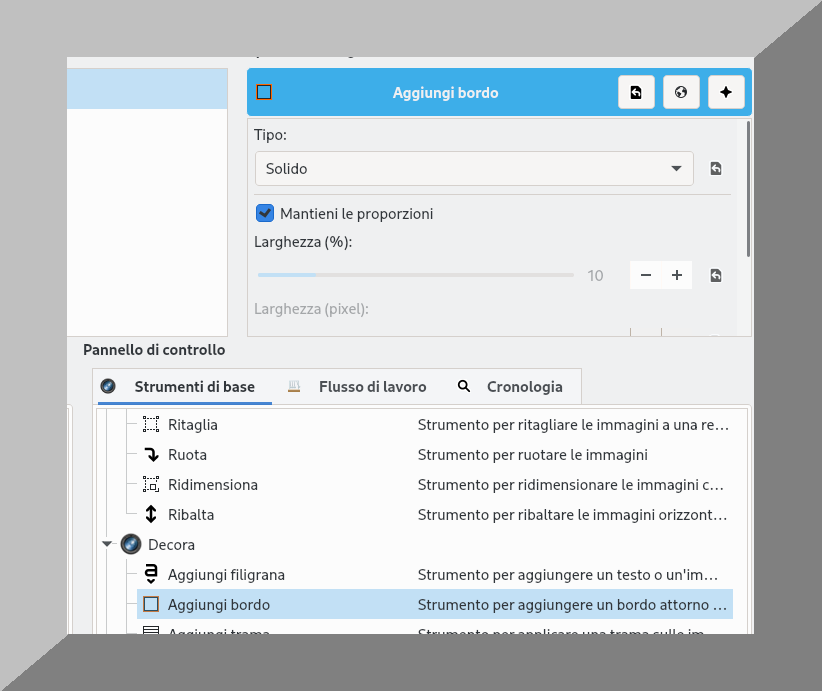 Aggiungi bordo
Tipo:
Solido
Mantieni le proporzioni
Larghezza (%):
10
Larghezza (pixel):
Pannello di controllo
Strumenti di base
Flusso di lavoro
Cronologia
Ritaglia Strumento per ritagliare le immagini a una re…
Ruota Strumento per ruotare le immagini
Ridimensiona Strumento per ridimensionare le immagini c…
Ribalta Strumento per ribaltare le immagini orizzont…
Decora
Aggiungi filigrana Strumento per aggiungere un testo o un'im…
Aggiungi bordo Strumento per aggiungere un bordo attorno …
Aggiungi trama Strumento per applicare una trama sulle im…